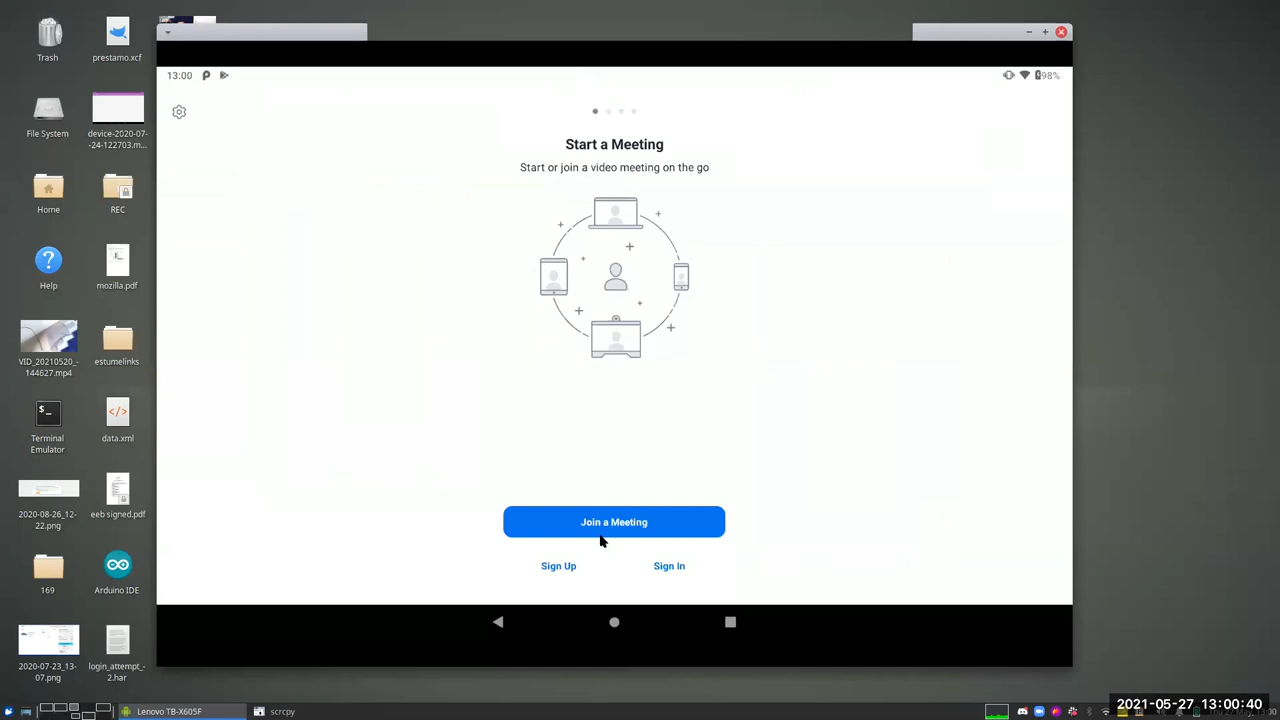 Trash
prestamo.xcf
File System
device-2020-07-
-24-122703.m...
Home
REC
Help
mozilla.pdf
VID_20210520_-
144627.mp4
estumelinks
Terminal
Emulator
data.xml
2020-08-26_12-
22.png
eeb signed.pdf
169
Arduino IDE
2020-07-23_13-
07.png
login_attempt_-
2.har
13:00
98%
Start a Meeting
Start or join a video meeting on the go
Join a Meeting
Sign Up
Sign In
Lenovo TB-X605F
scrcpy
2021-05-27 13:00:40